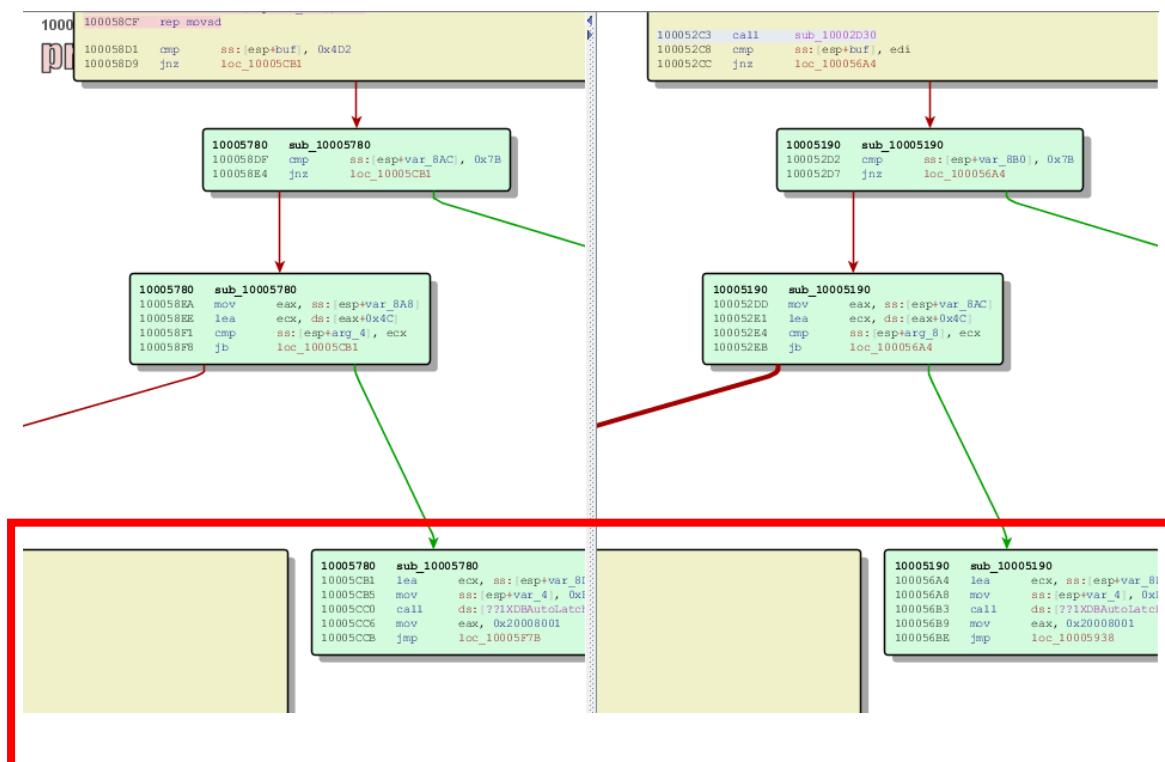 1000
pr
100058CF rep movsd
100058D1 cmp ss:[esp+buf], 0x4D2
100058D9 jnz loc_10005CB1
10005780 sub_10005780
100058DF cmp ss:[esp+var_8AC], 0x7B
100058E4 jnz loc_10005CB1
10005780 sub_10005780
100058EA mov eax, ss:[esp+var_8A8]
100058EE lea ecx, ds:[eax+0x4C]
100058F1 cmp ss:[esp+arg_4], ecx
100058F8 jb loc_10005CB1
10005780 sub_10005780
10005CB1 lea ecx, ss:[esp+var_8
10005CB5 mov ss:[esp+var_4], 0x
10005CC0 call ds:[??1XDBAutoLatch
10005CC6 mov eax, 0x20008001
10005CCB jmp loc_10005F7B
100052C3 call sub_10002D30
100052C8 cmp ss:[esp+buf], edi
100052CC jnz loc_100056A4
10005190 sub_10005190
100052D2 cmp ss:[esp+var_8B0], 0x7B
100052D7 jnz loc_100056A4
10005190 sub_10005190
100052DD mov eax, ss:[esp+var_8AC]
100052E1 lea ecx, ds:[eax+0x4C]
100052E4 cmp ss:[esp+arg_8], ecx
100052EB jb loc_100056A4
10005190 sub_10005190
100056A4 lea ecx, ss:[esp+var_8
100056A8 mov ss:[esp+var_4], 0x
100056B3 call ds:[??1XDBAutoLatch
100056B9 mov eax, 0x20008001
100056BE jmp loc_10005938